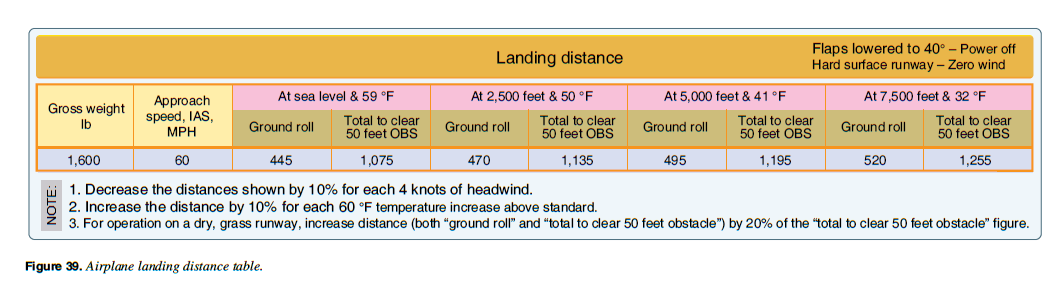 Landing distance
Flaps lowered to 40° – Power off
Hard surface runway – Zero wind
Gross weight lb
Approach speed, IAS, MPH
At sea level & 59 °F
At 2,500 feet & 50 °F
At 5,000 feet & 41 °F
At 7,500 feet & 32 °F
Ground roll
Total to clear 50 feet OBS
Ground roll
Total to clear 50 feet OBS
Ground roll
Total to clear 50 feet OBS
Ground roll
Total to clear 50 feet OBS
1,600 60 445 1,075 470 1,135 495 1,195 520 1,255
NOTE:
1. Decrease the distances shown by 10% for each 4 knots of headwind.
2. Increase the distance by 10% for each 60 °F temperature increase above standard.
3. For operation on a dry, grass runway, increase distance (both “ground roll” and “total to clear 50 feet obstacle”) by 20% of the “total to clear 50 feet obstacle” figure.
Figure 39. Airplane landing distance table.